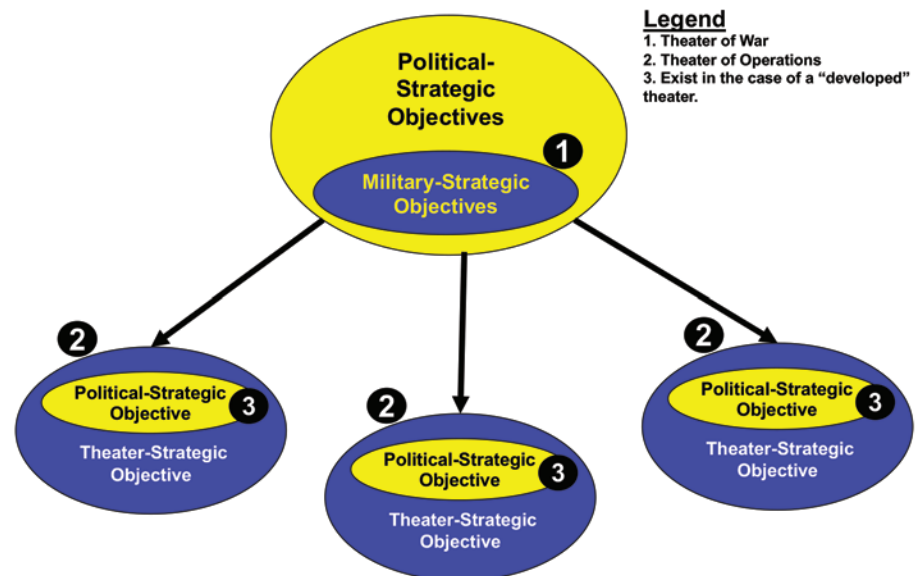 Legend
1. Theater of War
2. Theater of Operations
3. Exist in the case of a “developed”
theater.
Political-
Strategic
Objectives
1
Military-Strategic
Objectives
2
Political-Strategic
Objective
3
Theater-Strategic
Objective
2
Political-Strategic
Objective
3
Theater-Strategic
Objective
2
Political-Strategic
Objective
3
Theater-Strategic
Objective